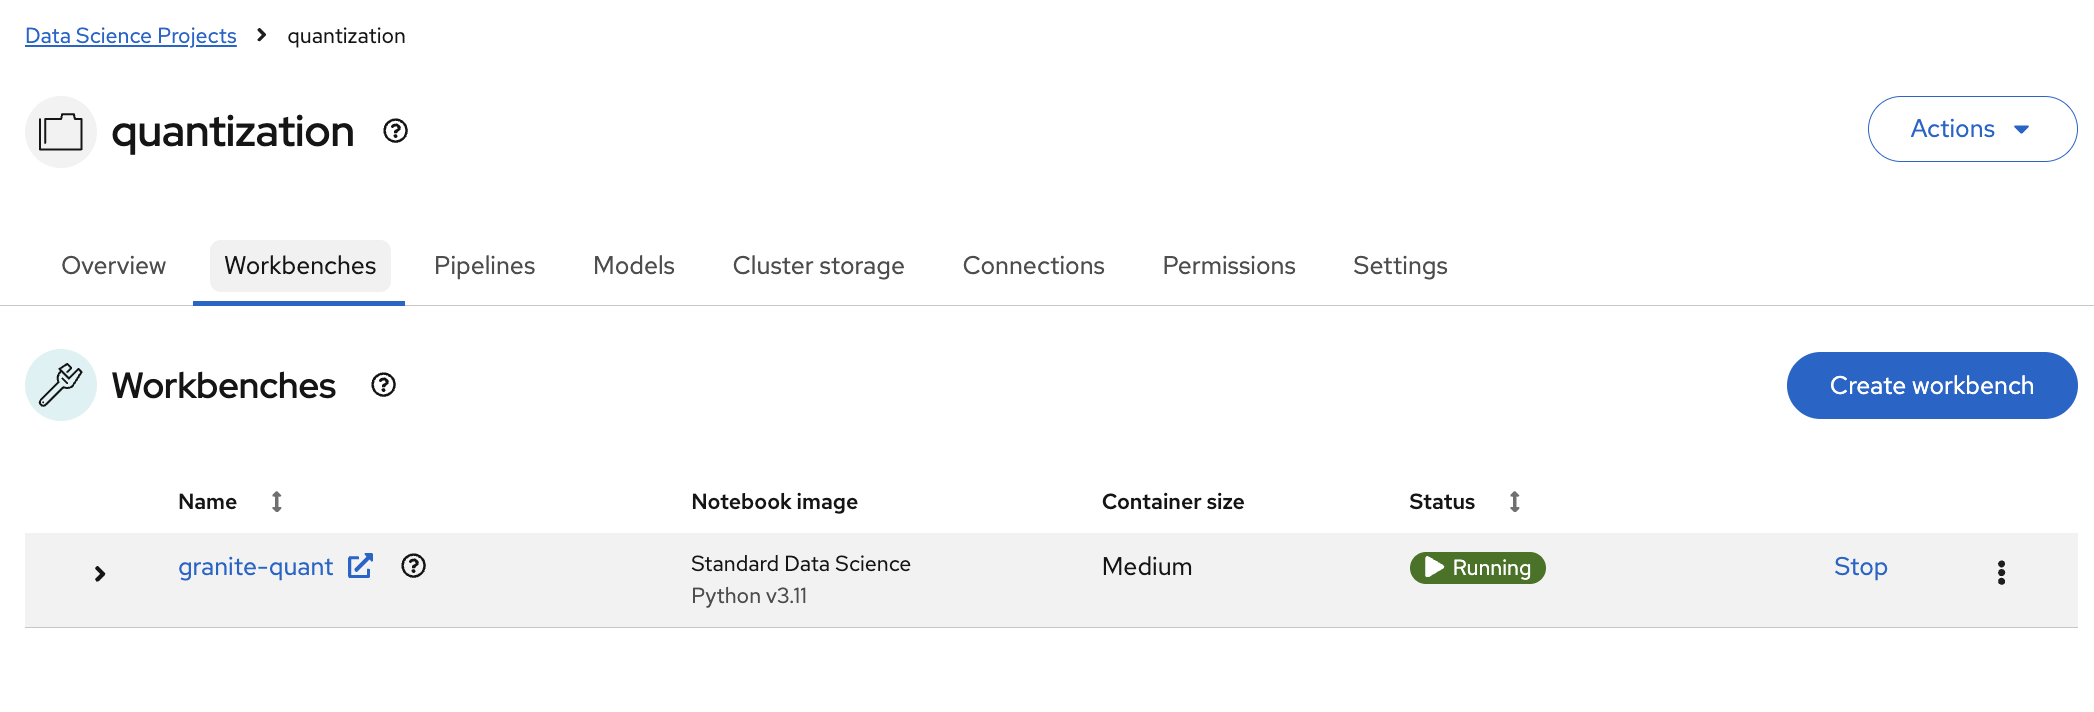 Data Science Projects quantization
quantization
Actions
Overview Workbenches Pipelines Models Cluster storage Connections Permissions Settings
Workbenches
Create workbench
Name Notebook image Container size Status
granite-quant Standard Data Science Medium Running Stop
Python v3.11